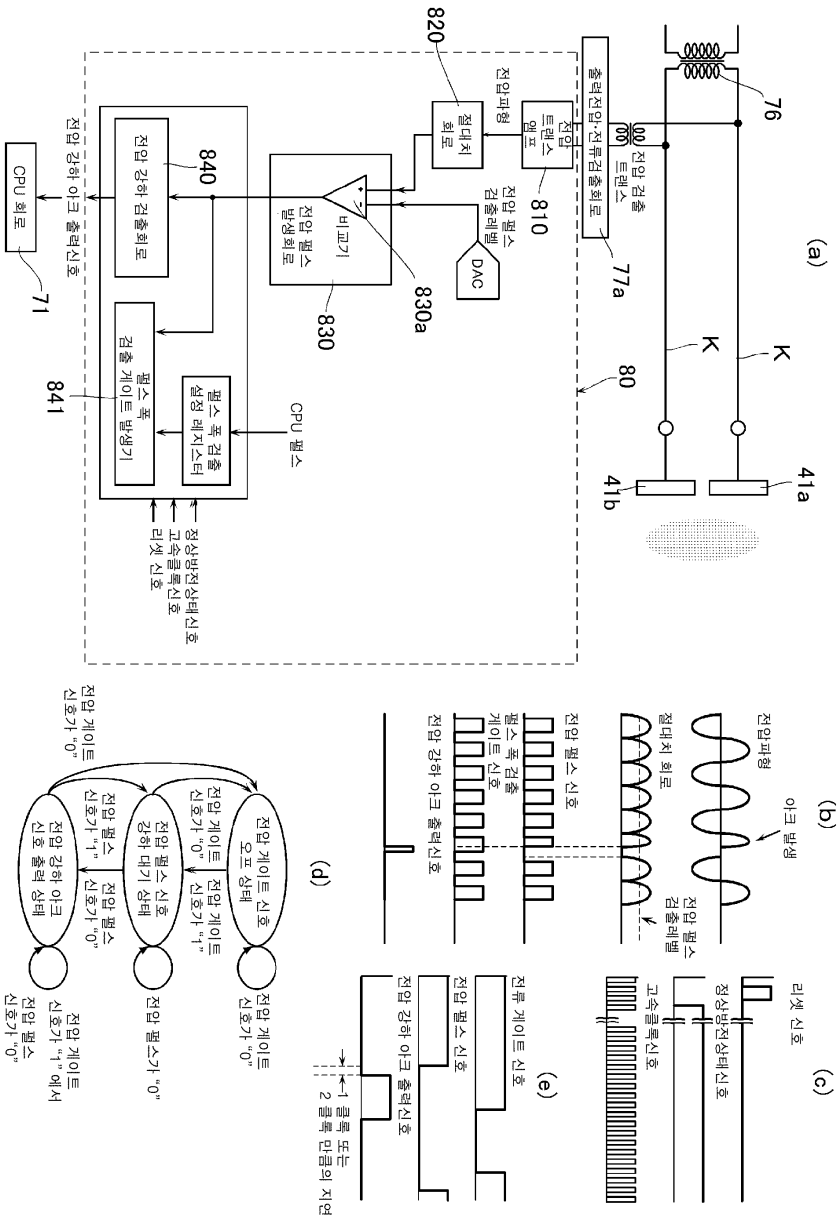 (a)
76
K
K
41a
41b
전압 검출
트랜스
출력전압·전류검출회로
77a
80
전압
트랜스
앰프
810
전압파형
절대치
회로
820
전압 펄스
검출레벨
DAC
비교기
830a
전압 펄스
발생회로
830
전압 강하 검출회로
840
펄스 폭
검출 게이트 발생기
841
펄스 폭 검출
설정 레지스터
CPU 펄스
정상방전상태신호
고속클록신호
리셋 신호
전압 강하 아크 출력신호
CPU 회로
71
(b)
아크 발생
전압파형
전압 펄스
검출레벨
절대치 회로
전압 펄스 신호
펄스 폭 검출
게이트 신호
전압 강하 아크 출력신호
(c)
리셋 신호
정상방전상태신호
고속클록신호
(d)
전압 게이트 신호
오프 상태
전압 게이트
신호가 "0"
전압 게이트
신호가 "0"
전압 게이트
신호가 "1"
전압 펄스 신호
강하 대기 상태
전압 펄스가 "0"
전압 펄스
신호가 "1"
전압 펄스
신호가 "0"
전압 강하 아크
신호 출력 상태
전압 게이트
신호가 "1" 에서
전압 펄스
신호가 "0"
전압 게이트
신호가 "0"
(e)
전류 게이트 신호
전압 펄스 신호
전압 강하 아크 출력신호
1 클록 또는
2 클록 만큼의 지연